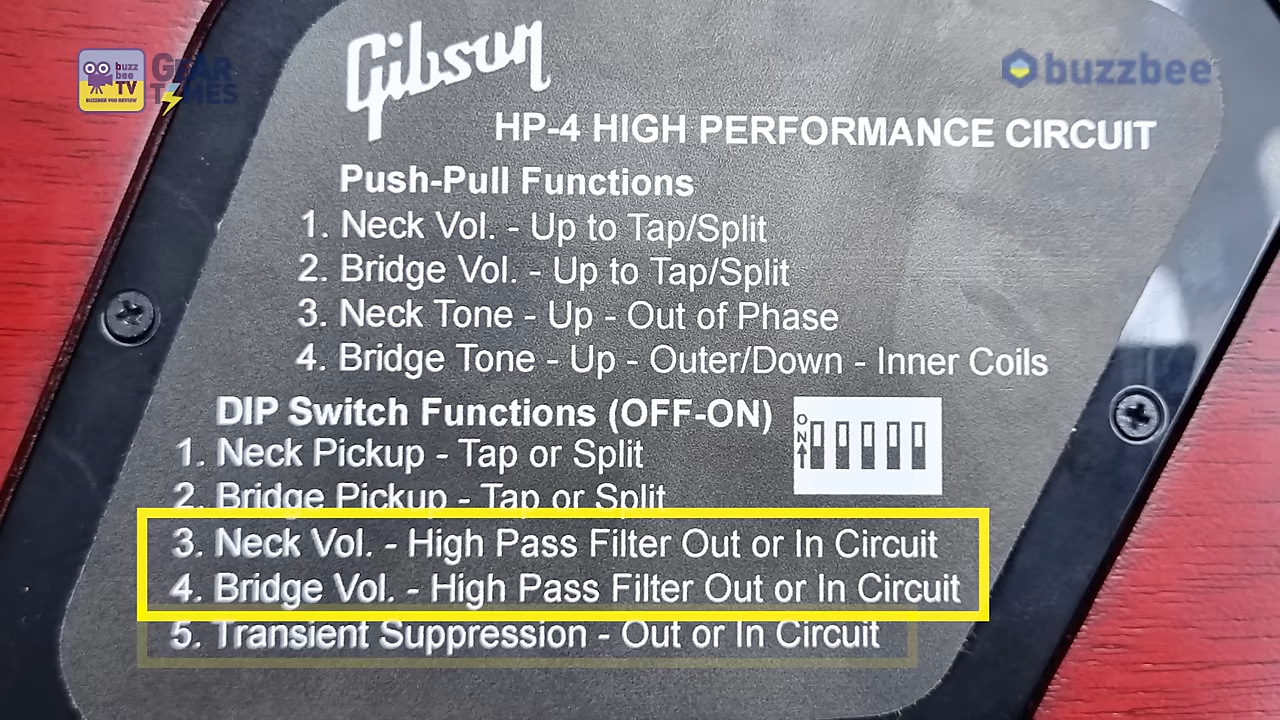 buzz
bee
TV
BUZZBEE VOD REVIEW
GEAR
TIMES
buzzbee
Gibson
HP-4 HIGH PERFORMANCE CIRCUIT
Push-Pull Functions
1. Neck Vol. - Up to Tap/Split
2. Bridge Vol. - Up to Tap/Split
3. Neck Tone - Up - Out of Phase
4. Bridge Tone - Up - Outer/Down - Inner Coils
DIP Switch Functions (OFF-ON)
ON
1. Neck Pickup - Tap or Split
2. Bridge Pickup - Tap or Split
3. Neck Vol. - High Pass Filter Out or In Circuit
4. Bridge Vol. - High Pass Filter Out or In Circuit
5. Transient Suppression - Out or In Circuit